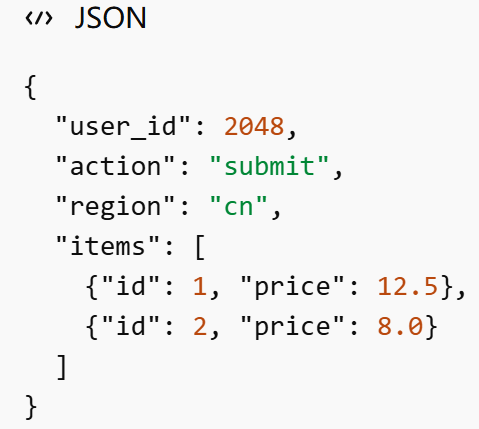 </> JSON
{
  "user_id": 2048,
  "action": "submit",
  "region": "cn",
  "items": [
    {"id": 1, "price": 12.5},
    {"id": 2, "price": 8.0}
  ]
}